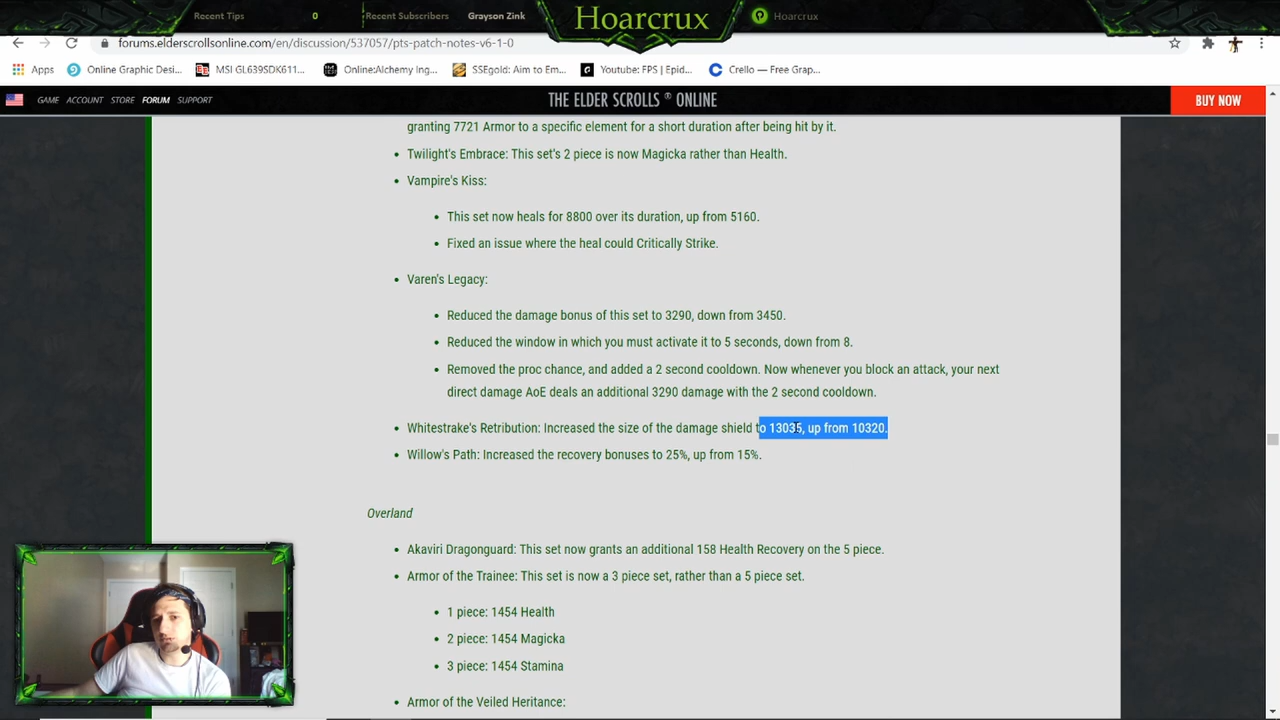 Recent Tips 0 Recent Subscribers Grayson Zink Hoarcrux Hoarcrux
forums.elderscrollsonline.com/en/discussion/537057/pts-patch-notes-v6-1-0
Apps Online Graphic Desi... MSI GL639SDK611... Online:Alchemy Ing... SSEgold: Aim to Em... Youtube: FPS | Epid... Crello — Free Grap...
GAME ACCOUNT STORE FORUM SUPPORT THE ELDER SCROLLS ® ONLINE BUY NOW
granting 7721 Armor to a specific element for a short duration after being hit by it.
• Twilight's Embrace: This set's 2 piece is now Magicka rather than Health.
• Vampire's Kiss:
• This set now heals for 8800 over its duration, up from 5160.
• Fixed an issue where the heal could Critically Strike.
• Varen's Legacy:
• Reduced the damage bonus of this set to 3290, down from 3450.
• Reduced the window in which you must activate it to 5 seconds, down from 8.
• Removed the proc chance, and added a 2 second cooldown. Now whenever you block an attack, your next
direct damage AoE deals an additional 3290 damage with the 2 second cooldown.
• Whitestrake's Retribution: Increased the size of the damage shield to 13035, up from 10320.
• Willow's Path: Increased the recovery bonuses to 25%, up from 15%.
Overland
• Akaviri Dragonguard: This set now grants an additional 158 Health Recovery on the 5 piece.
• Armor of the Trainee: This set is now a 3 piece set, rather than a 5 piece set.
• 1 piece: 1454 Health
• 2 piece: 1454 Magicka
• 3 piece: 1454 Stamina
• Armor of the Veiled Heritance: